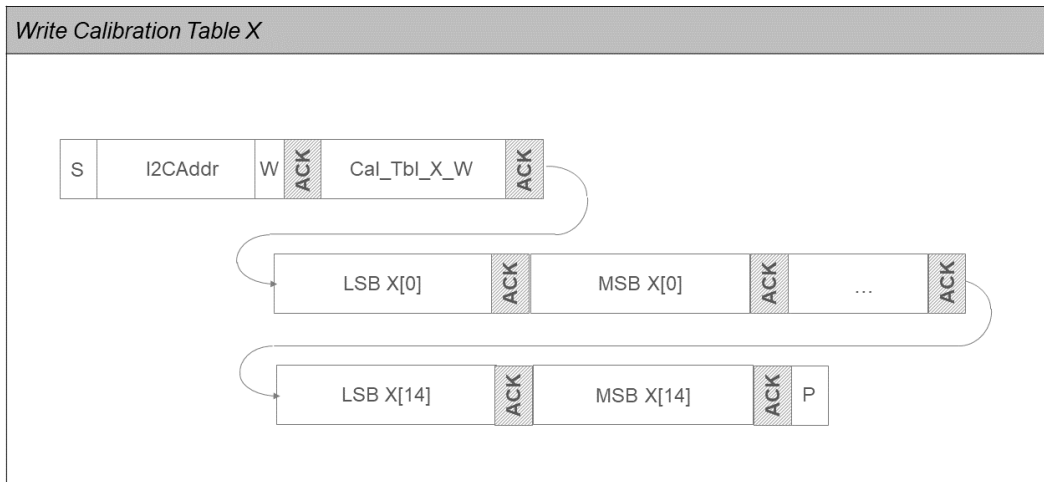 Write Calibration Table X
S I2CAddr W ACK Cal_Tbl_X_W ACK
LSB X[0] ACK MSB X[0] ACK ... ACK
LSB X[14] ACK MSB X[14] ACK P